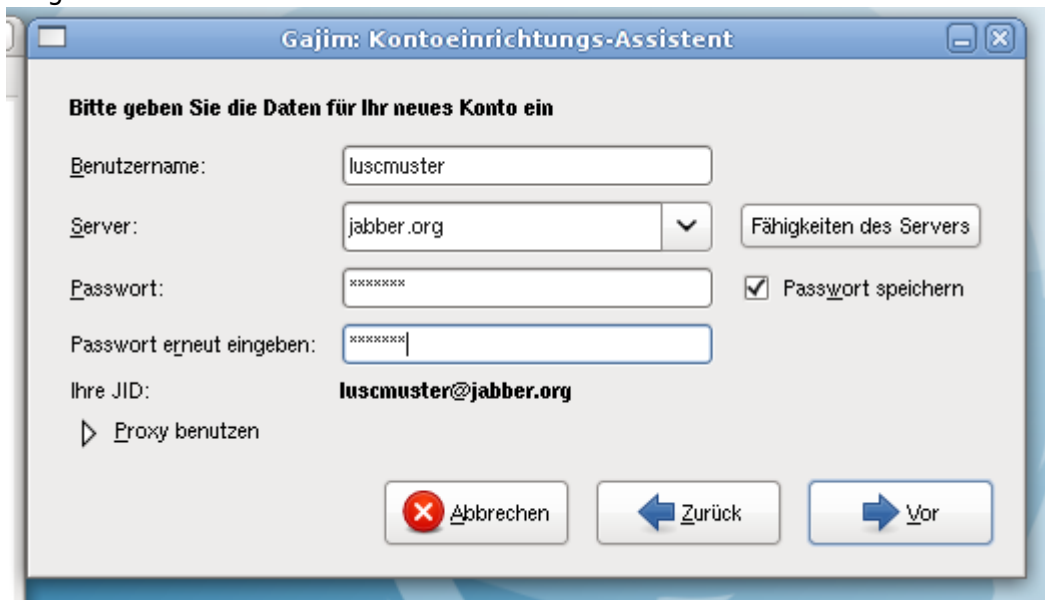 Gajim: Kontoeinrichtungs-Assistent
Bitte geben Sie die Daten für Ihr neues Konto ein
Benutzername: luscmuster
Server: jabber.org Fähigkeiten des Servers
Passwort: ******* Passwort speichern
Passwort erneut eingeben: *******
Ihre JID: luscmuster@jabber.org
Proxy benutzen
Abbrechen Zurück Vor